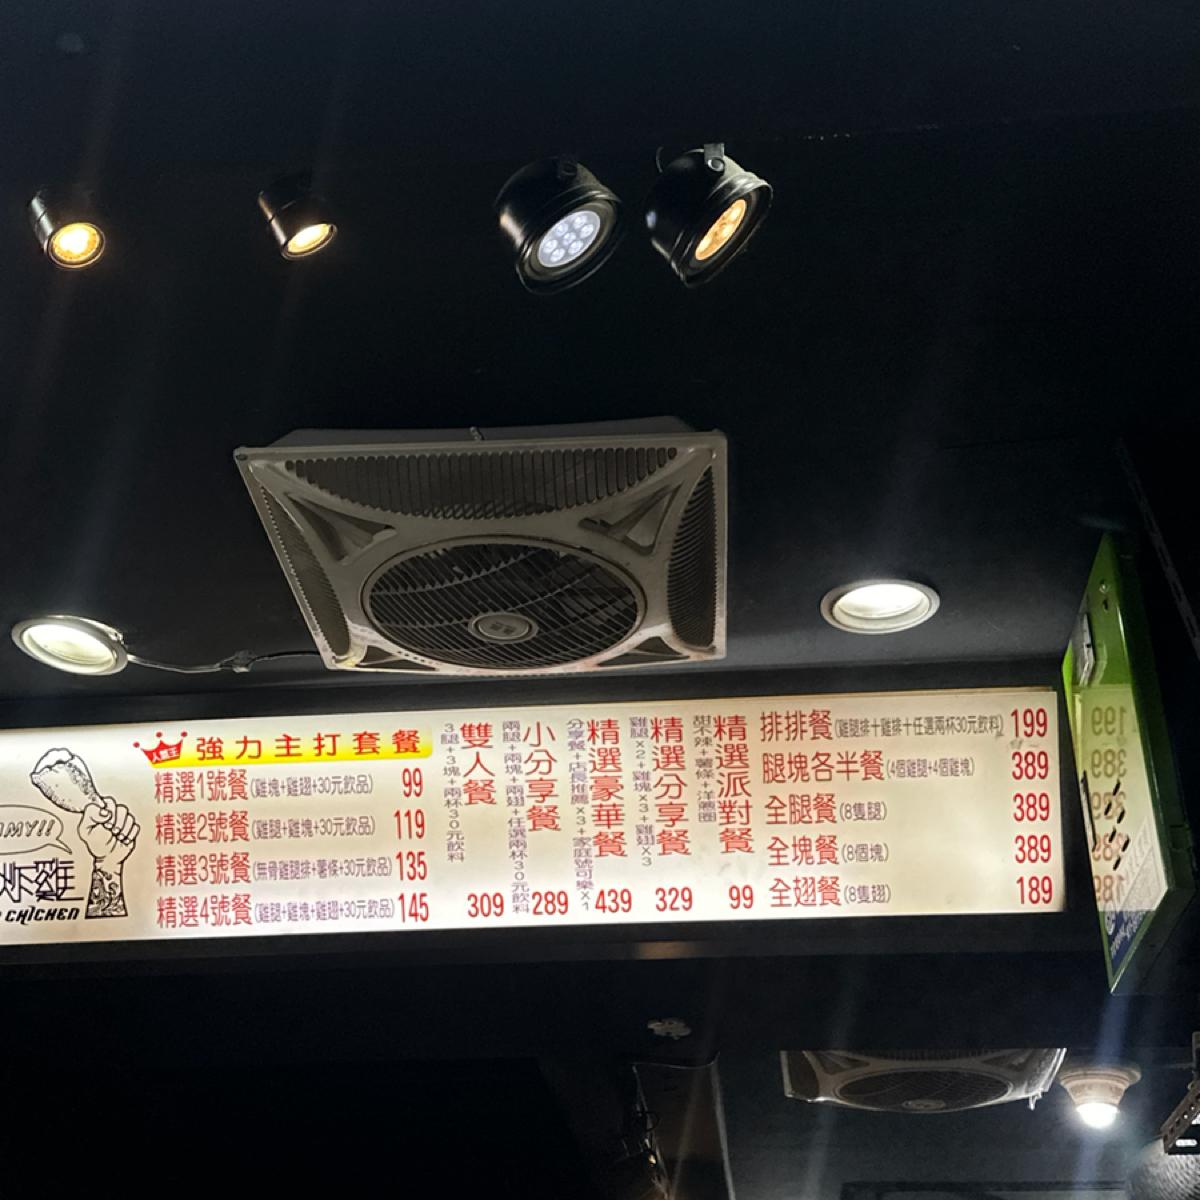 強力主打套餐
精選1號餐(雞塊+雞翅+30元飲品) 99
精選2號餐(雞腿+雞塊+30元飲品) 119
精選3號餐(無骨雞腿排+薯條+30元飲品) 135
精選4號餐(雞腿+雞塊+雞翅+30元飲品) 145
雙人餐
3腿+3塊+兩杯30元飲料
309
小分享餐
兩腿+兩塊+兩翅+任選兩杯30元飲料
289
精選豪華餐
分享餐+店長推薦X3+家庭號可樂X1
439
精選分享餐
雞腿X2+雞塊X3+雞翅X3
329
精選派對餐
甜不辣+薯條+洋蔥圈
99
排排餐(雞腿排+雞排+任選兩杯30元飲料) 199
腿塊各半餐(4個雞腿+4個雞塊) 389
全腿餐(8隻腿) 389
全塊餐(8個塊) 389
全翅餐(8隻翅) 189
MMY!!
CHICKEN